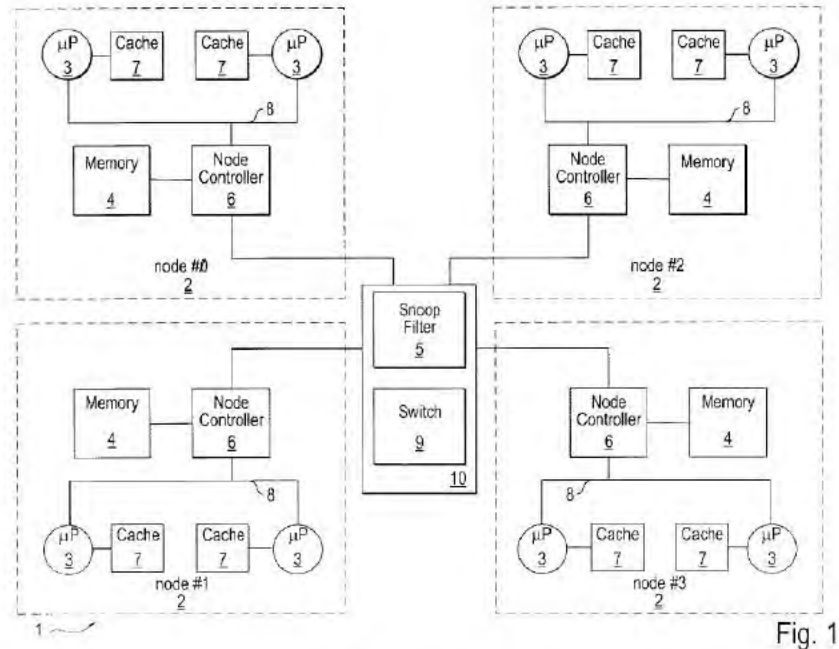 μP
3
Cache
7
Cache
7
μP
3
8
Memory
4
Node
Controller
6
node #0
2
μP
3
Cache
7
Cache
7
μP
3
8
Node
Controller
6
Memory
4
node #2
2
Snoop
Filter
5
Switch
9
10
Memory
4
Node
Controller
6
8
μP
3
Cache
7
Cache
7
μP
3
node #1
2
Node
Controller
6
Memory
4
8
μP
3
Cache
7
Cache
7
μP
3
node #3
2
1
Fig. 1